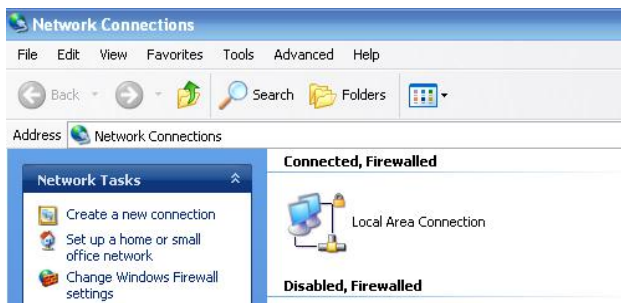 Network Connections
File Edit View Favorites Tools Advanced Help
Back Search Folders
Address Network Connections
Network Tasks
Create a new connection
Set up a home or small
office network
Change Windows Firewall
settings
Connected, Firewalled
Local Area Connection
Disabled, Firewalled